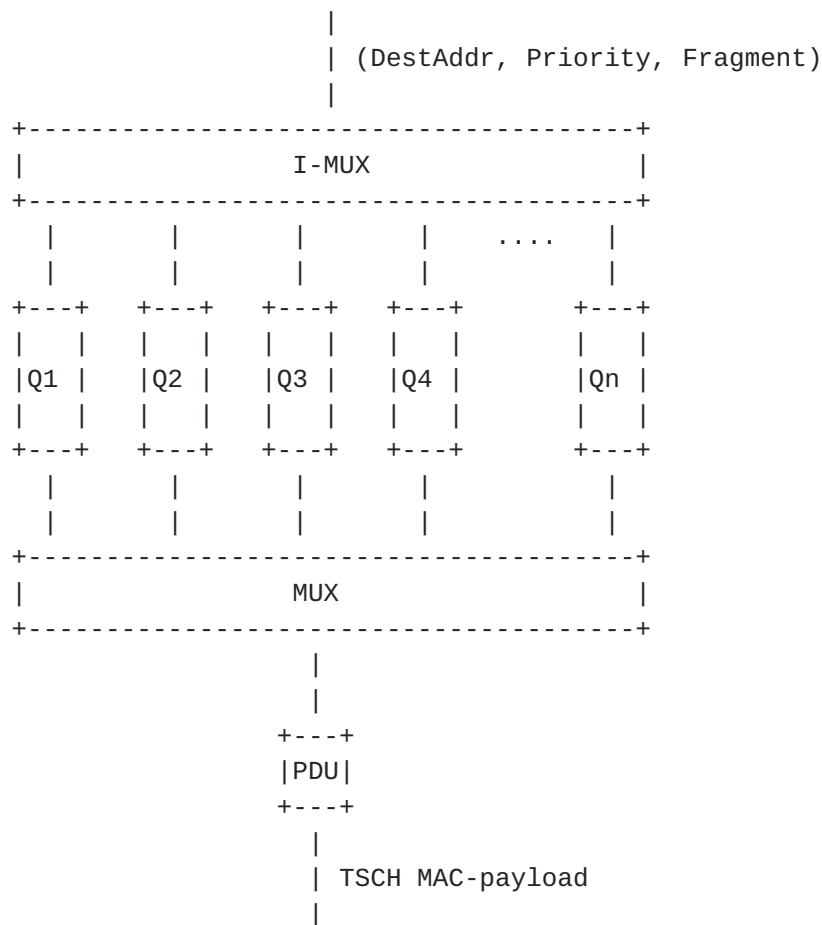 (DestAddr, Priority, Fragment)
I-MUX
....
Q1 Q2 Q3 Q4 Qn
MUX
PDU
TSCH MAC-payload